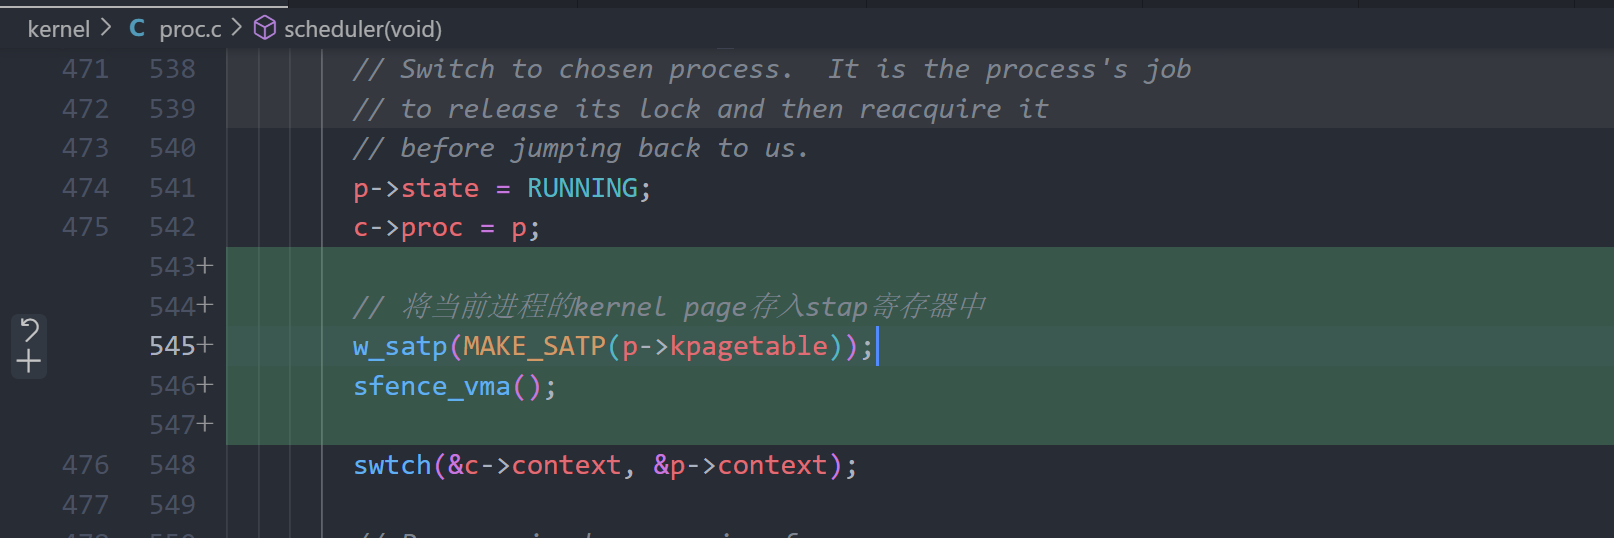 kernel > C proc.c > scheduler(void)
471 538 // Switch to chosen process.  It is the process's job
472 539 // to release its lock and then reacquire it
473 540 // before jumping back to us.
474 541 p->state = RUNNING;
475 542 c->proc = p;
543+
544+ // 将当前进程的kernel page存入stap寄存器中
545+ w_satp(MAKE_SATP(p->kpagetable));
546+ sfence_vma();
547+
476 548 swtch(&c->context, &p->context);
477 549